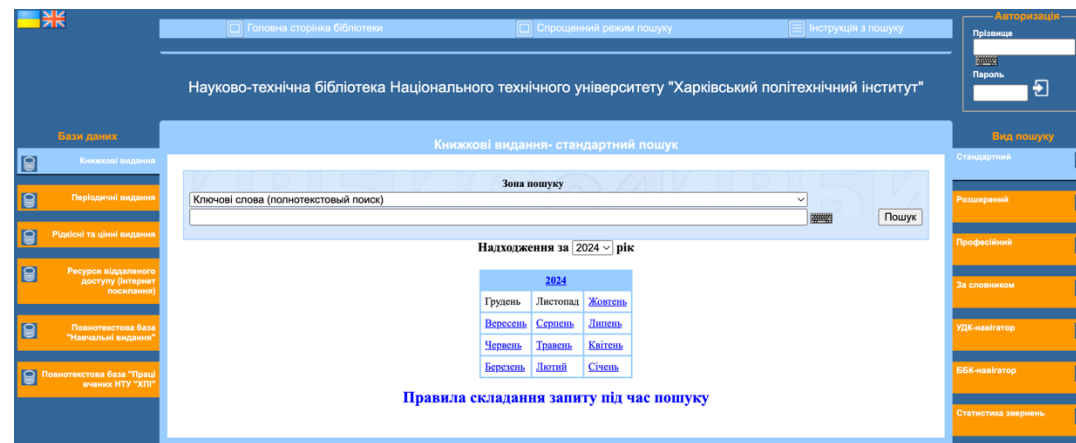 Головна сторінка бібліотеки
Спрощенний режим пошуку
Інструкція з пошуку
Авторизація
Прізвище
Пароль
Науково-технічна бібліотека Національного технічного університету "Харківський політехнічний інститут"
Бази даних
Книжкові видання
Періодичні видання
Рідкісні та цінні видання
Ресурси віддаленого
доступу (Інтернет
посилання)
Повнотекстова база
"Навчальні видання"
Повнотекстова база "Праці
вчених НТУ "ХПІ"
Книжкові видання- стандартний пошук
Зона пошуку
Ключові слова (полнотекстовый поиск)
Пошук
Надходження за 2024 рік
2024
Грудень Листопад Жовтень
Вересень Серпень Липень
Червень Травень Квітень
Березень Лютий Січень
Правила складання запиту під час пошуку
Вид пошуку
Стандартний
Розширений
Професійний
За словником
УДК-навігатор
ББК-навігатор
Статистика звернень